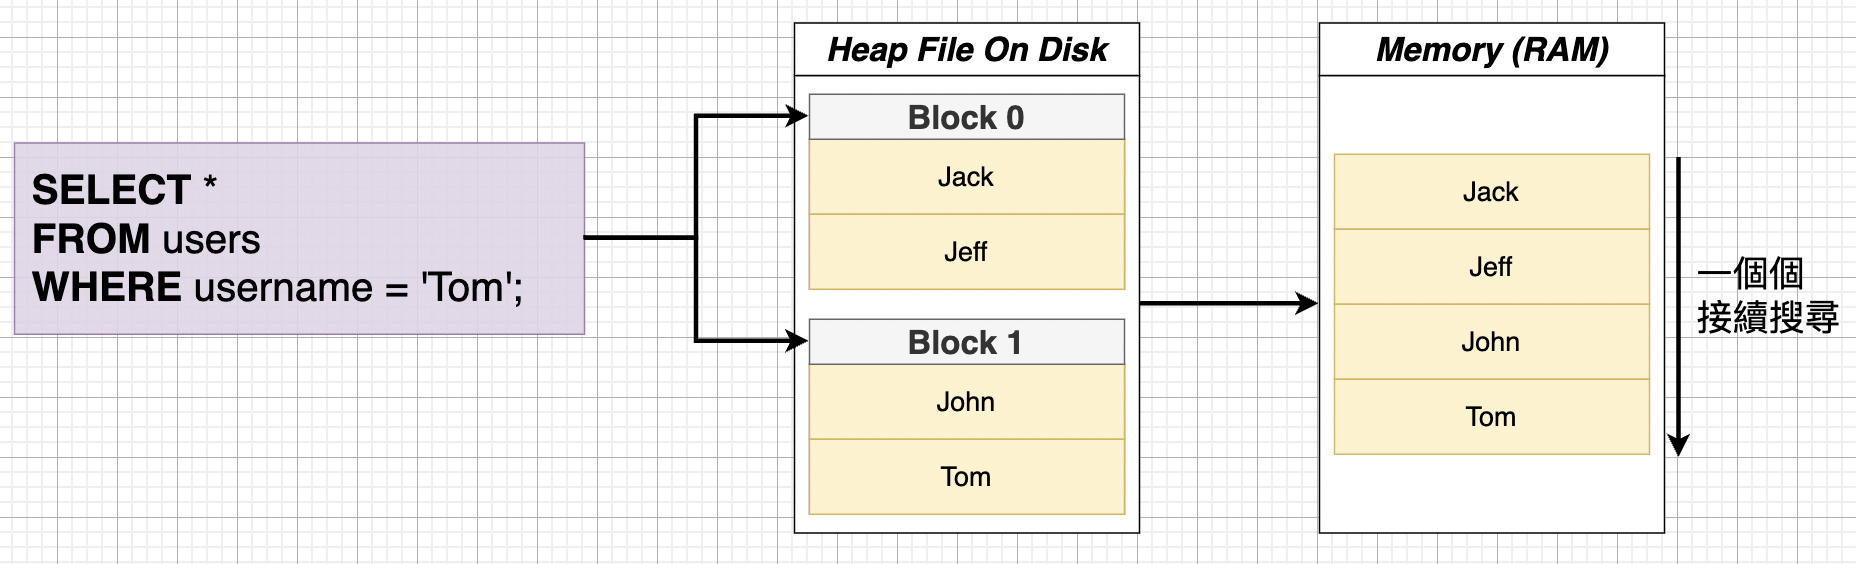 SELECT *
FROM users
WHERE username = 'Tom';
Heap File On Disk
Block 0
Jack
Jeff
Block 1
John
Tom
Memory (RAM)
Jack
Jeff
John
Tom
一個個
接續搜尋